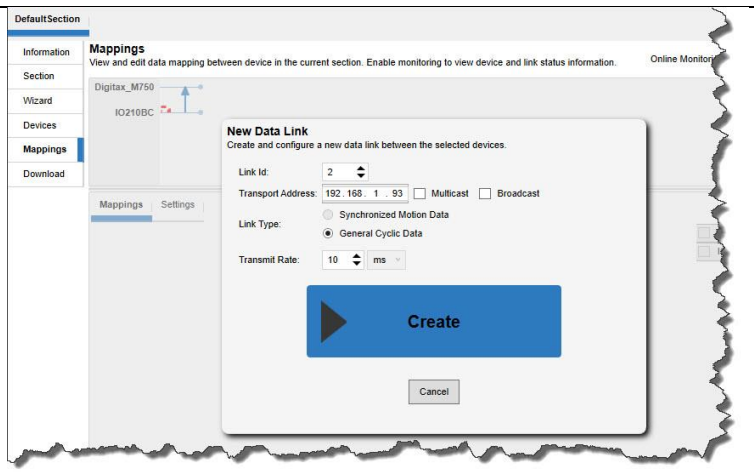 DefaultSection
Information
Section
Wizard
Devices
Mappings
Download
Mappings
View and edit data mapping between device in the current section. Enable monitoring to view device and link status information.
Online Monitori
Digitax_M750
IO210BC
Mappings
Settings
New Data Link
Create and configure a new data link between the selected devices.
Link Id: 2
Transport Address: 192.168. 1 . 93 Multicast Broadcast
Link Type:
Synchronized Motion Data
General Cyclic Data
Transmit Rate: 10 ms
Create
Cancel